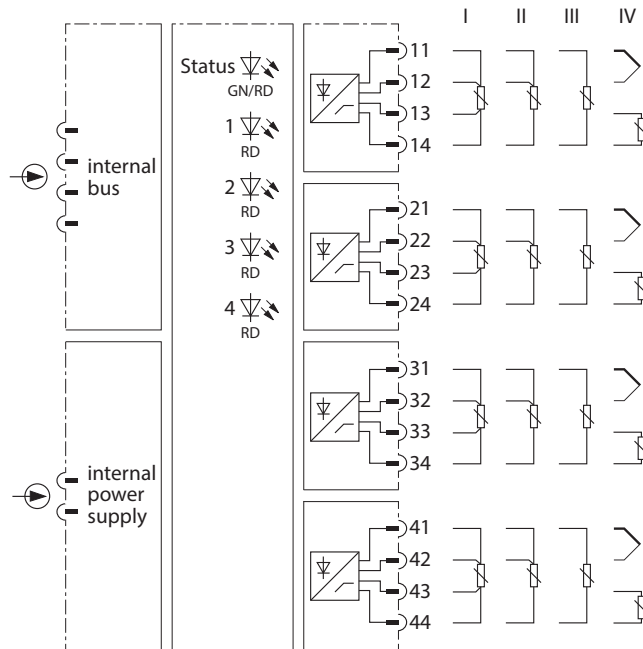 I II III IV
Status
GN/RD
1
RD
2
RD
3
RD
4
RD
internal
bus
internal
power
supply
11
12
13
14
21
22
23
24
31
32
33
34
41
42
43
44